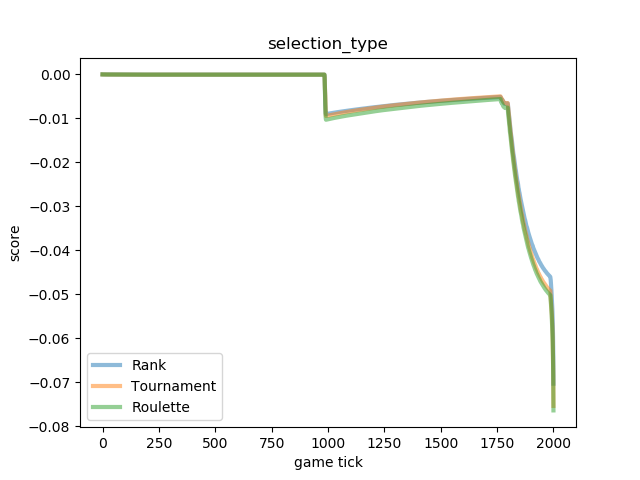 selection_type
score
0.00
−0.01
−0.02
−0.03
−0.04
−0.05
−0.06
−0.07
−0.08
Rank
Tournament
Roulette
0 250 500 750 1000 1250 1500 1750 2000
game tick